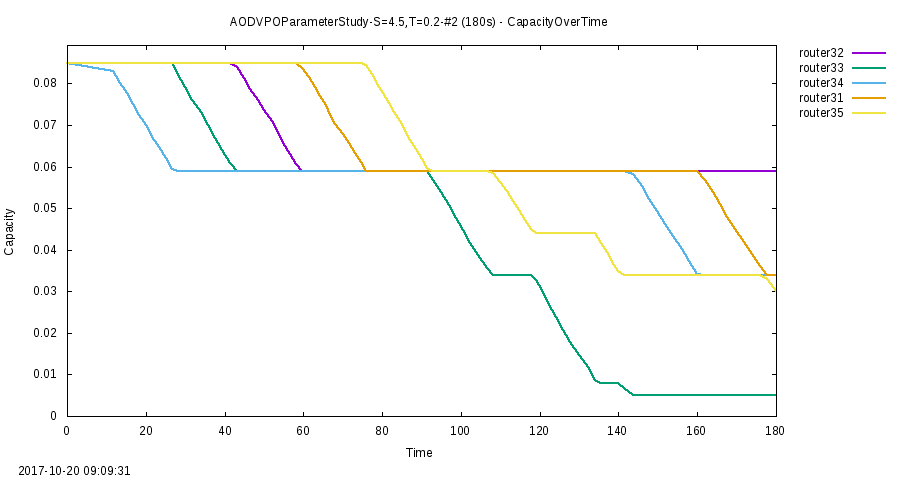 AODVPOParameterStudy-S=4.5,T=0.2-#2 (180s) - CapacityOverTime
router32
router33
router34
router31
router35
0.08
0.07
0.06
0.05
0.04
0.03
0.02
0.01
0
Capacity
0 20 40 60 80 100 120 140 160 180
Time
2017-10-20 09:09:31